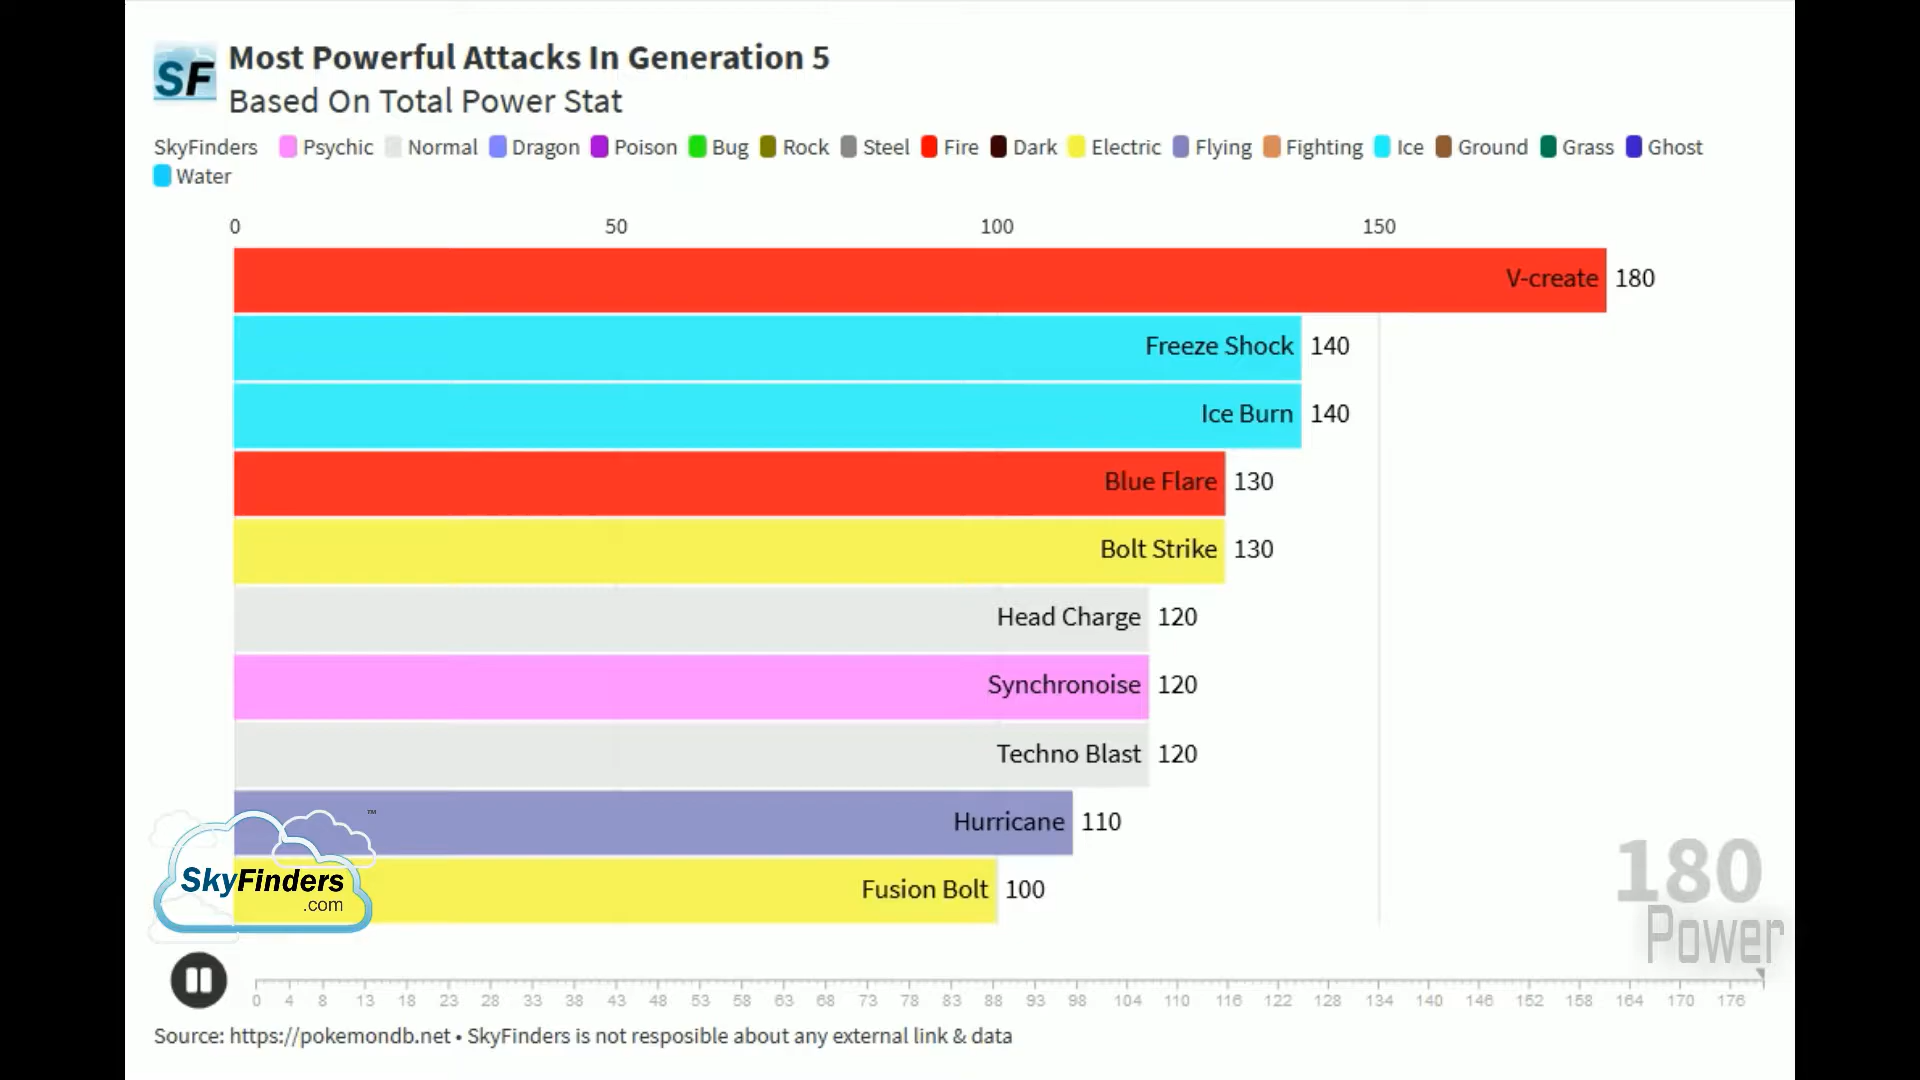 SF
Most Powerful Attacks In Generation 5
Based On Total Power Stat
SkyFinders Psychic Normal Dragon Poison Bug Rock Steel Fire Dark Electric Flying Fighting Ice Ground Grass Ghost
Water
0 50 100 150
V-create 180
Freeze Shock 140
Ice Burn 140
Blue Flare 130
Bolt Strike 130
Head Charge 120
Synchronoise 120
Techno Blast 120
Hurricane 110
Fusion Bolt 100
SkyFinders ™
.com
180
Power
0 4 8 13 18 23 28 33 38 43 48 53 58 63 68 73 78 83 88 93 98 104 110 116 122 128 134 140 146 152 158 164 170 176
Source: https://pokemondb.net • SkyFinders is not resposible about any external link & data